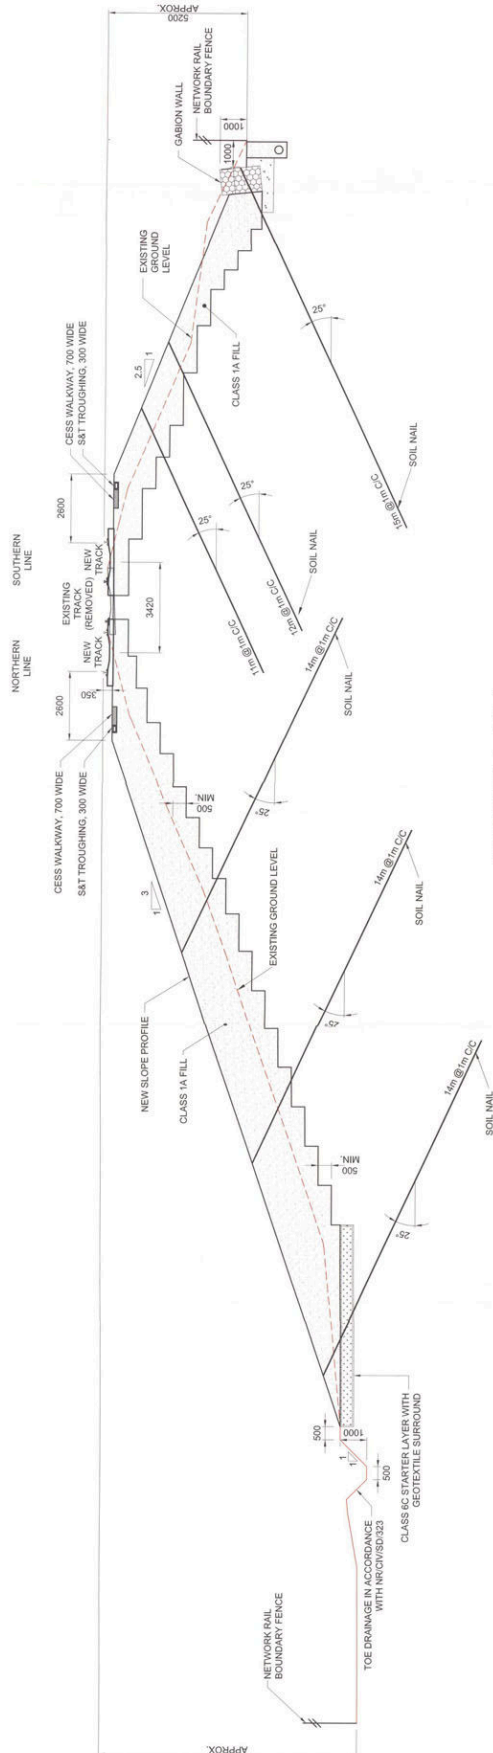 NETWORK RAIL
BOUNDARY FENCE
APPROX.
TOE DRAINAGE IN ACCORDANCE
WITH NR/CIV/SD/323
500
1
1
500
1000
CLASS 6C STARTER LAYER WITH
GEOTEXTILE SURROUND
25°
14m @1m C/C
SOIL NAIL
500
MIN.
NEW SLOPE PROFILE
CLASS 1A FILL
3
1
EXISTING GROUND LEVEL
25°
14m @1m C/C
SOIL NAIL
500
MIN.
25°
14m @1m C/C
SOIL NAIL
CESS WALKWAY, 700 WIDE
S&T TROUGHING, 300 WIDE
2600
350
NORTHERN
LINE
NEW
TRACK
EXISTING
TRACK
(REMOVED)
NEW
TRACK
SOUTHERN
LINE
3420
2600
CESS WALKWAY, 700 WIDE
S&T TROUGHING, 300 WIDE
2.5
1
25°
11m @1m C/C
25°
12m @1m C/C
SOIL NAIL
EXISTING
GROUND
LEVEL
CLASS 1A FILL
25°
15m @1m C/C
SOIL NAIL
GABION WALL
NETWORK RAIL
BOUNDARY FENCE
1000
1000
5200
APPROX.